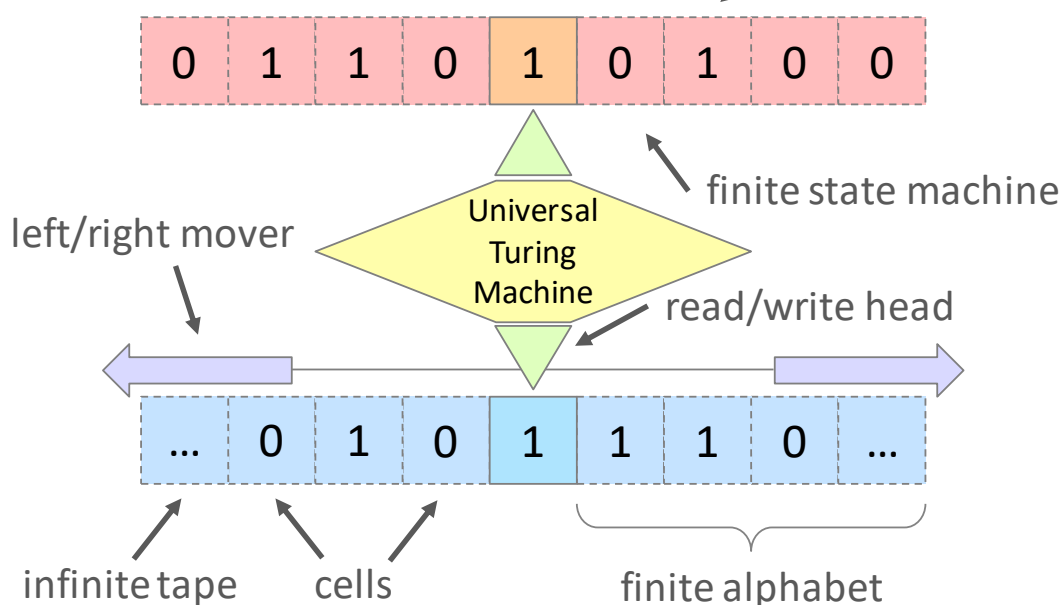 0 1 1 0 1 0 1 0 0
finite state machine
Universal
Turing
Machine
left/right mover
read/write head
... 0 1 0 1 1 1 0 ...
infinite tape
cells
finite alphabet